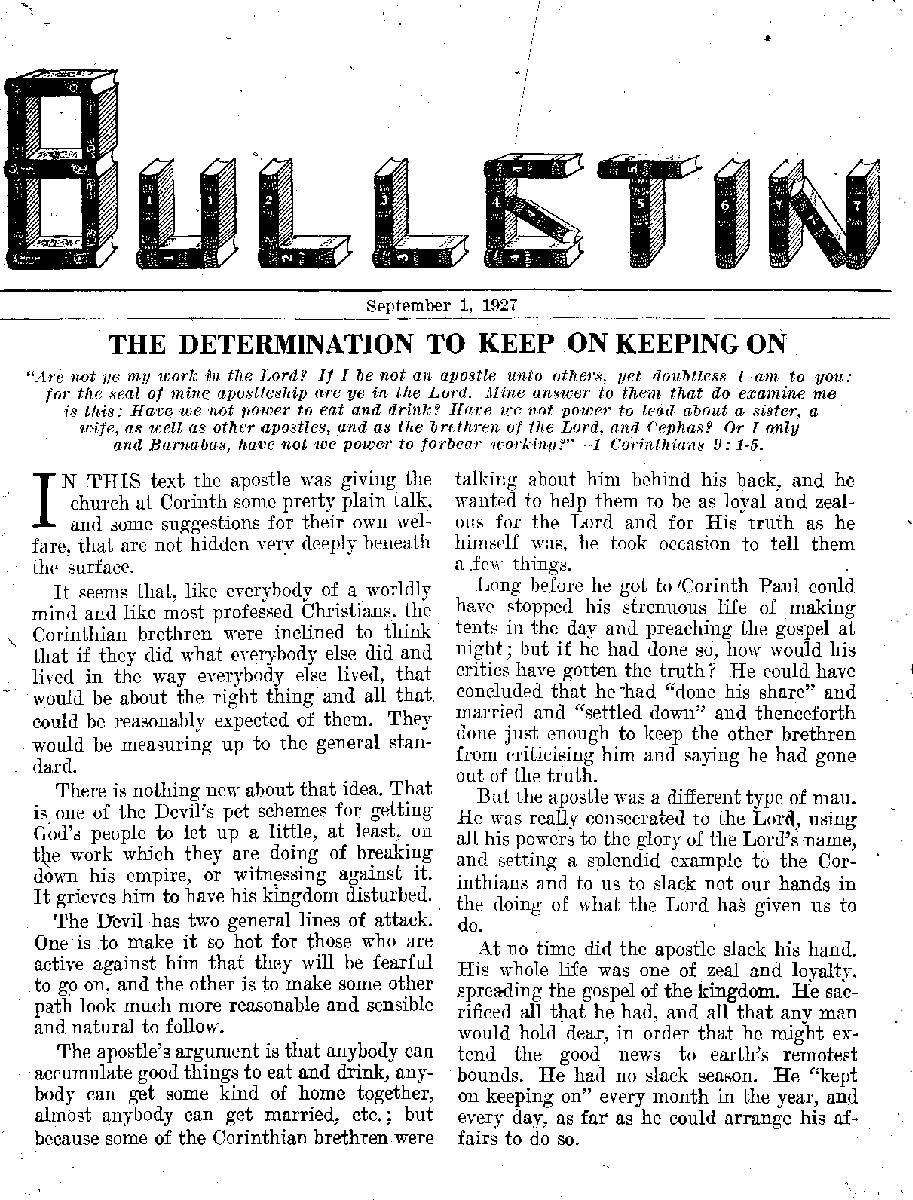 BULLETIN
September 1, 1927
THE DETERMINATION TO KEEP ON KEEPING ON
"Are not ye my work in the Lord? If I be not an apostle unto others, yet doubtless I am to you:
for the seal of mine apostleship are ye in the Lord. Mine answer to them that do examine me
is this: Have we not power to eat and drink? Have we not power to lead about a sister, a
wife, as well as other apostles, and as the brethren of the Lord, and Cephas? Or I only
and Barnabas, have not we power to forbear working?"—1 Corinthians 9:1-5.
IN THIS text the apostle was giving the
church at Corinth some pretty plain talk,
and some suggestions for their own wel-
fare, that are not hidden very deeply beneath
the surface.
It seems that, like everybody of a worldly
mind and like most professed Christians, the
Corinthian brethren were inclined to think
that if they did what everybody else did and
lived in the way everybody else lived, that
would be about the right thing and all that
could be reasonably expected of them. They
would be measuring up to the general stan-
dard.
There is nothing new about that idea. That
is one of the Devil's pet schemes for getting
God's people to let up a little, at least, on
the work which they are doing of breaking
down his empire, or witnessing against it.
It grieves him to have his kingdom disturbed.
The Devil has two general lines of attack.
One is to make it so hot for those who are
active against him that they will be fearful
to go on, and the other is to make some other
path look much more reasonable and sensible
and natural to follow.
The apostle's argument is that anybody can
accumulate good things to eat and drink, any-
body can get some kind of home together,
almost anybody can get married, etc.; but
because some of the Corinthian brethren were
talking about him behind his back, and he
wanted to help them to be as loyal and zeal-
ous for the Lord and for His truth as he
himself was, he took occasion to tell them
a few things.
Long before he got to Corinth Paul could
have stopped his strenuous life of making
tents in the day and preaching the gospel at
night; but if he had done so, how would his
critics have gotten the truth? He could have
concluded that he had "done his share" and
married and "settled down" and thenceforth
done just enough to keep the other brethren
from criticising him and saying he had gone
out of the truth.
But the apostle was a different type of man.
He was really consecrated to the Lord, using
all his powers to the glory of the Lord's name,
and setting a splendid example to the Cor-
inthians and to us to slack not our hands in
the doing of what the Lord has given us to
do.
At no time did the apostle slack his hand.
His whole life was one of zeal and loyalty,
spreading the gospel of the kingdom. He sac-
rificed all that he had, and all that any man
would hold dear, in order that he might ex-
tend the good news to earth's remotest
bounds. He had no slack season. He "kept
on keeping on" every month in the year, and
every day, as far as he could arrange his af-
fairs to do so.